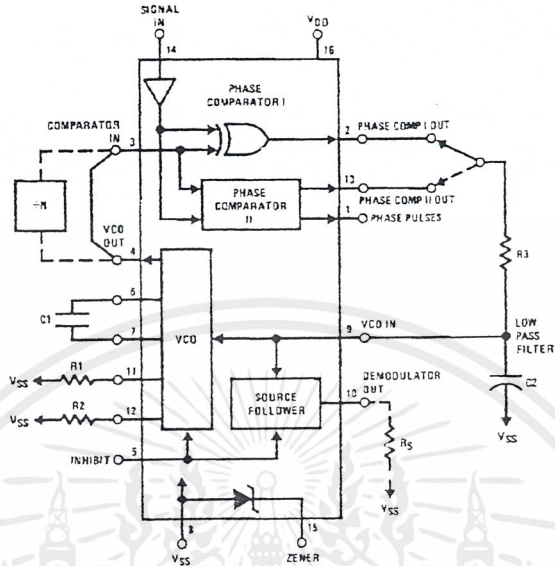 SIGNAL
IN
VDD
14
16
PHASE
COMPARATOR I
COMPARATOR
IN
3
2
PHASE COMP I OUT
÷N
PHASE
COMPARATOR
II
13
PHASE COMP II OUT
1
PHASE PULSES
VCO
OUT
4
R3
C1
6
7
VCO
9
VCO IN
LOW
PASS
FILTER
R1
11
VSS
R2
12
VSS
SOURCE
FOLLOWER
DEMODULATOR
OUT
10
C2
VSS
INHIBIT
5
RS
VSS
8
15
VSS
ZENER